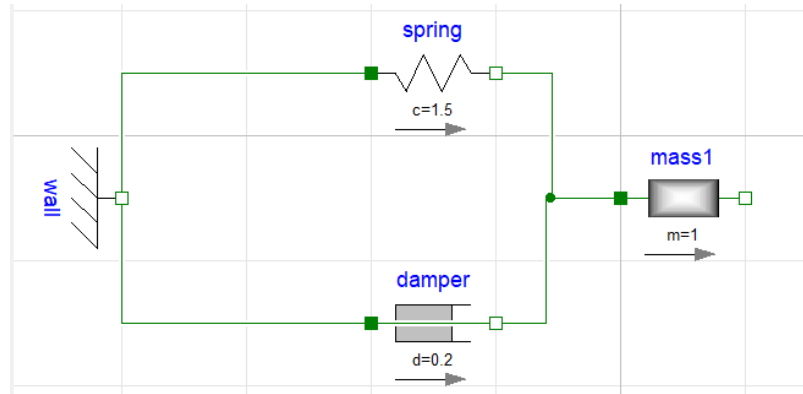 spring
c=1.5
wall
mass1
m=1
damper
d=0.2